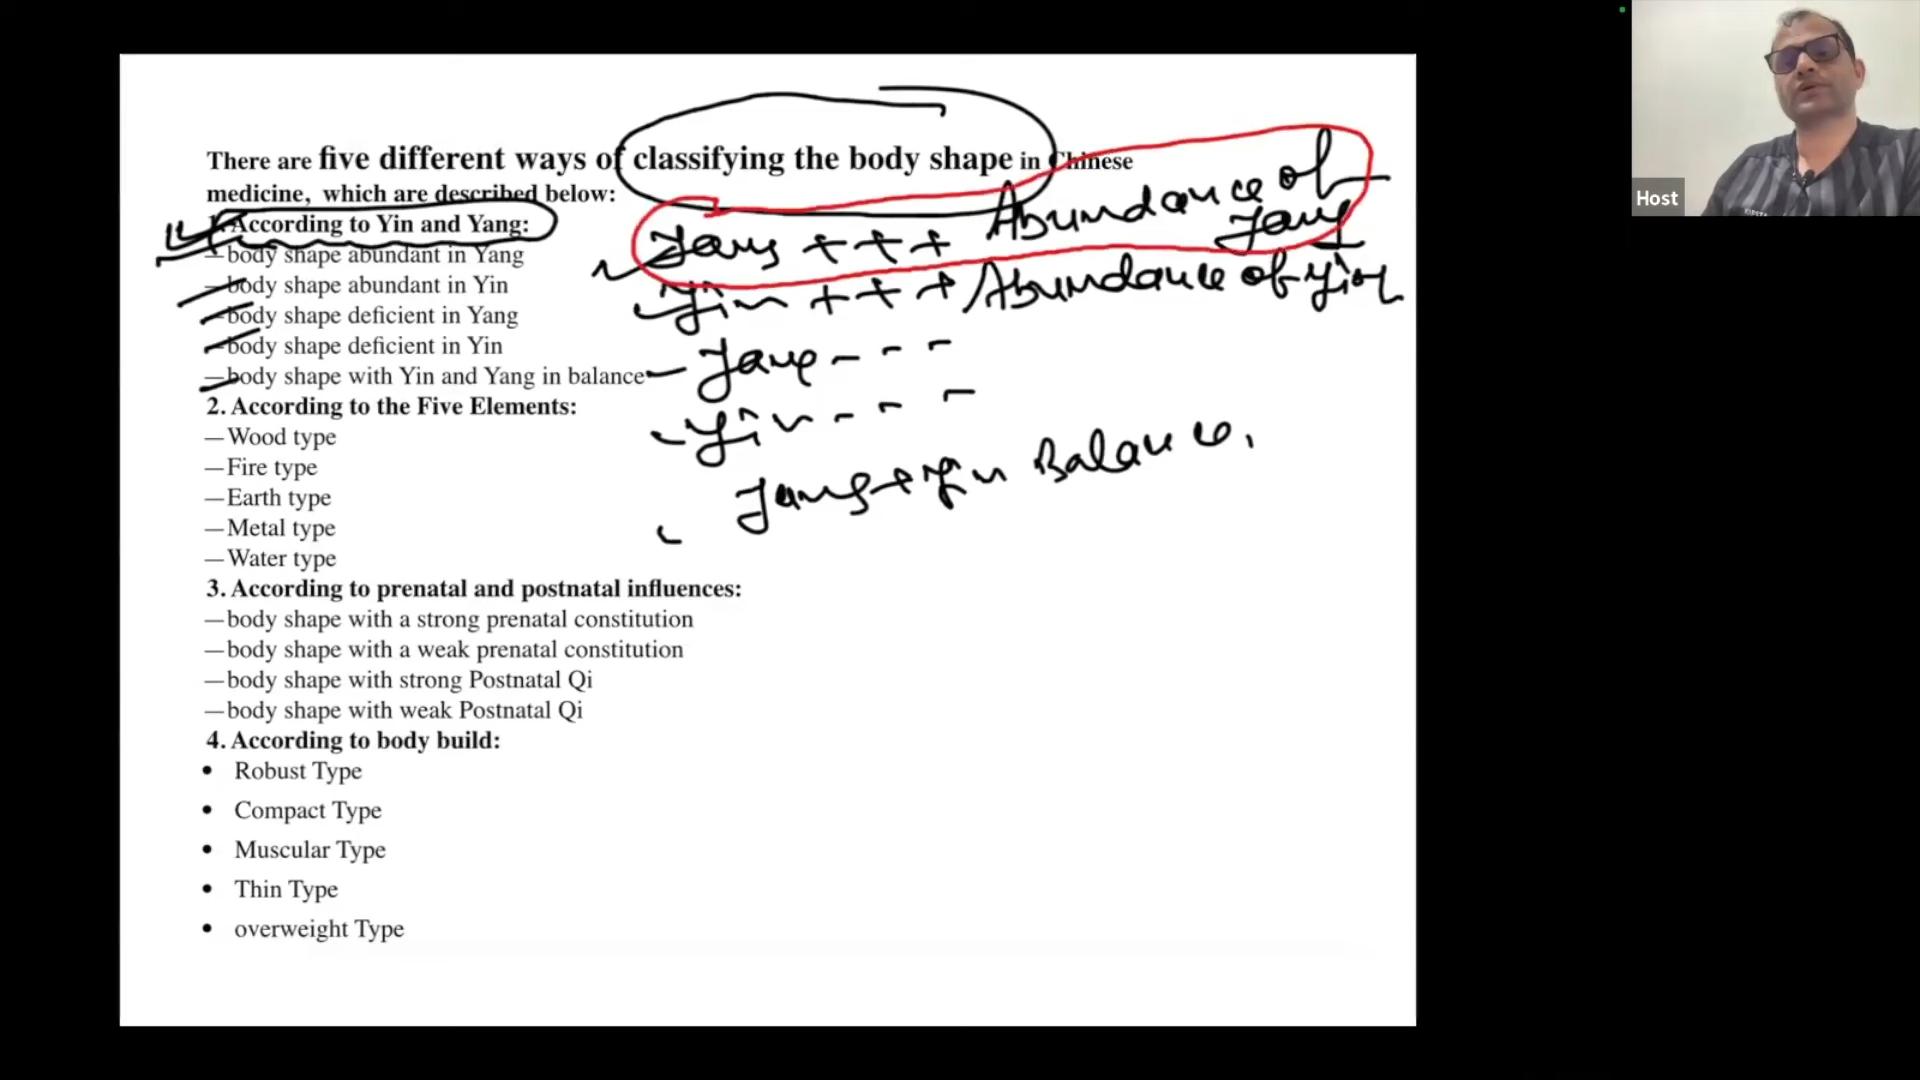 There are five different ways of classifying the body shape in Chinese
medicine, which are described below:
1. According to Yin and Yang:
—body shape abundant in Yang
—body shape abundant in Yin
—body shape deficient in Yang
—body shape deficient in Yin
—body shape with Yin and Yang in balance
2. According to the Five Elements:
—Wood type
—Fire type
—Earth type
—Metal type
—Water type
3. According to prenatal and postnatal influences:
—body shape with a strong prenatal constitution
—body shape with a weak prenatal constitution
—body shape with strong Postnatal Qi
—body shape with weak Postnatal Qi
4. According to body build:
• Robust Type
• Compact Type
• Muscular Type
• Thin Type
• overweight Type
Yang + + + Abundance of
Yang
Yin + + + Abundance of Yin
Yang - - -
Yin - - -
Yang + Yin Balance.
Host